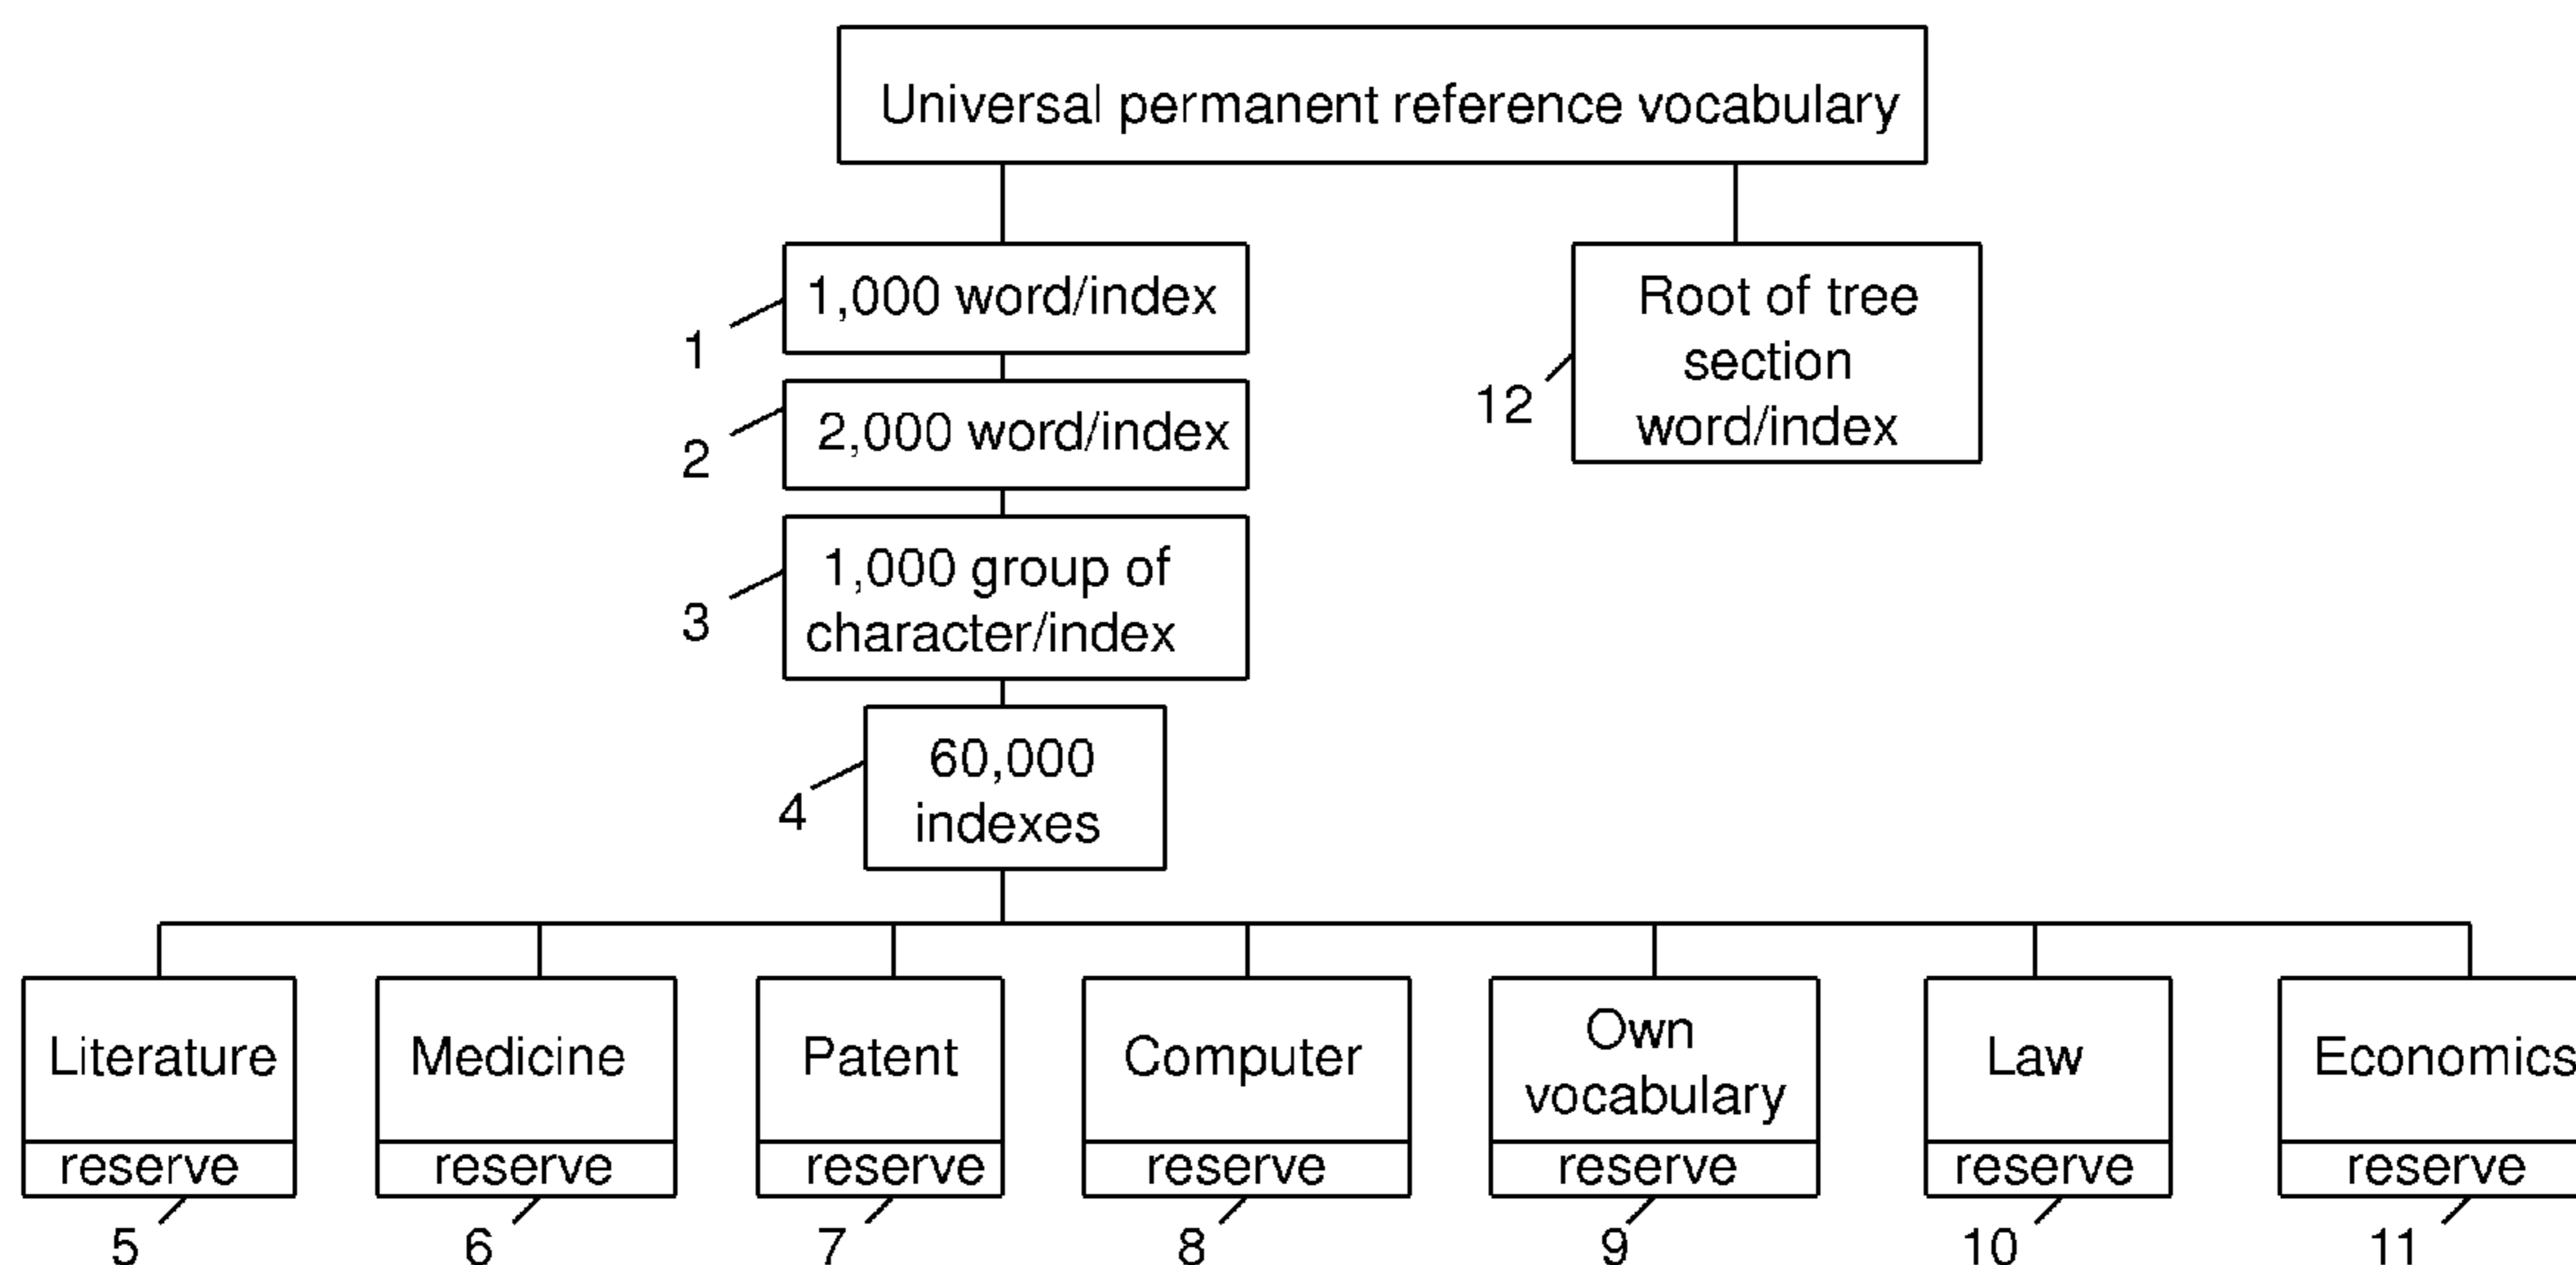 Universal permanent reference vocabulary
1,000 word/index
1
2,000 word/index
2
1,000 group of
character/index
3
60,000
indexes
4
Root of tree
section
word/index
12
Literature
reserve
5
Medicine
reserve
6
Patent
reserve
7
Computer
reserve
8
Own
vocabulary
reserve
9
Law
reserve
10
Economics
reserve
11